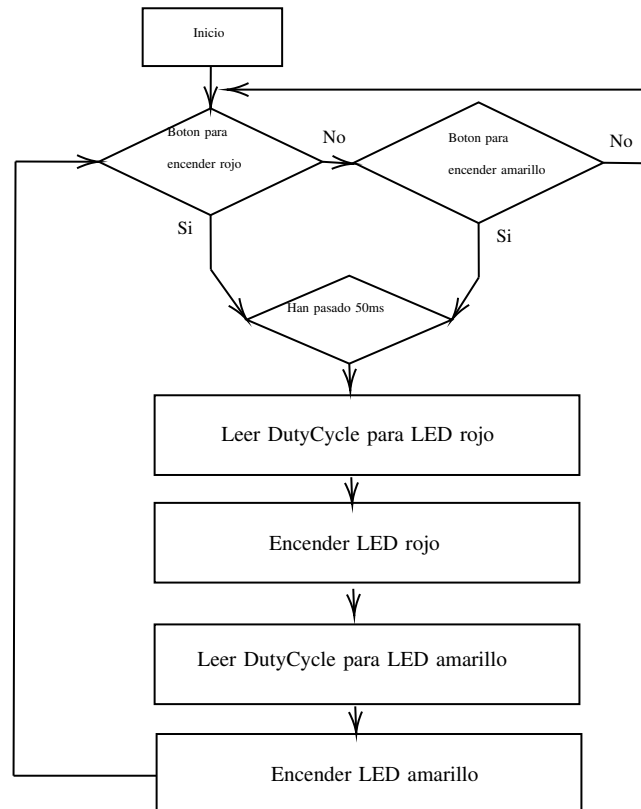 Inicio
Boton para
encender rojo
No
Boton para
encender amarillo
No
Si
Si
Han pasado 50ms
Leer DutyCycle para LED rojo
Encender LED rojo
Leer DutyCycle para LED amarillo
Encender LED amarillo